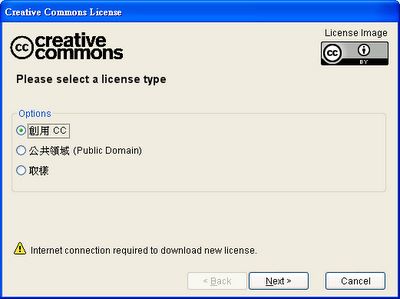 Creative Commons License
License Image
cc creative commons
cc BY
Please select a license type
Options
創用 CC
公共領域 (Public Domain)
取樣
Internet connection required to download new license.
< Back
Next >
Cancel